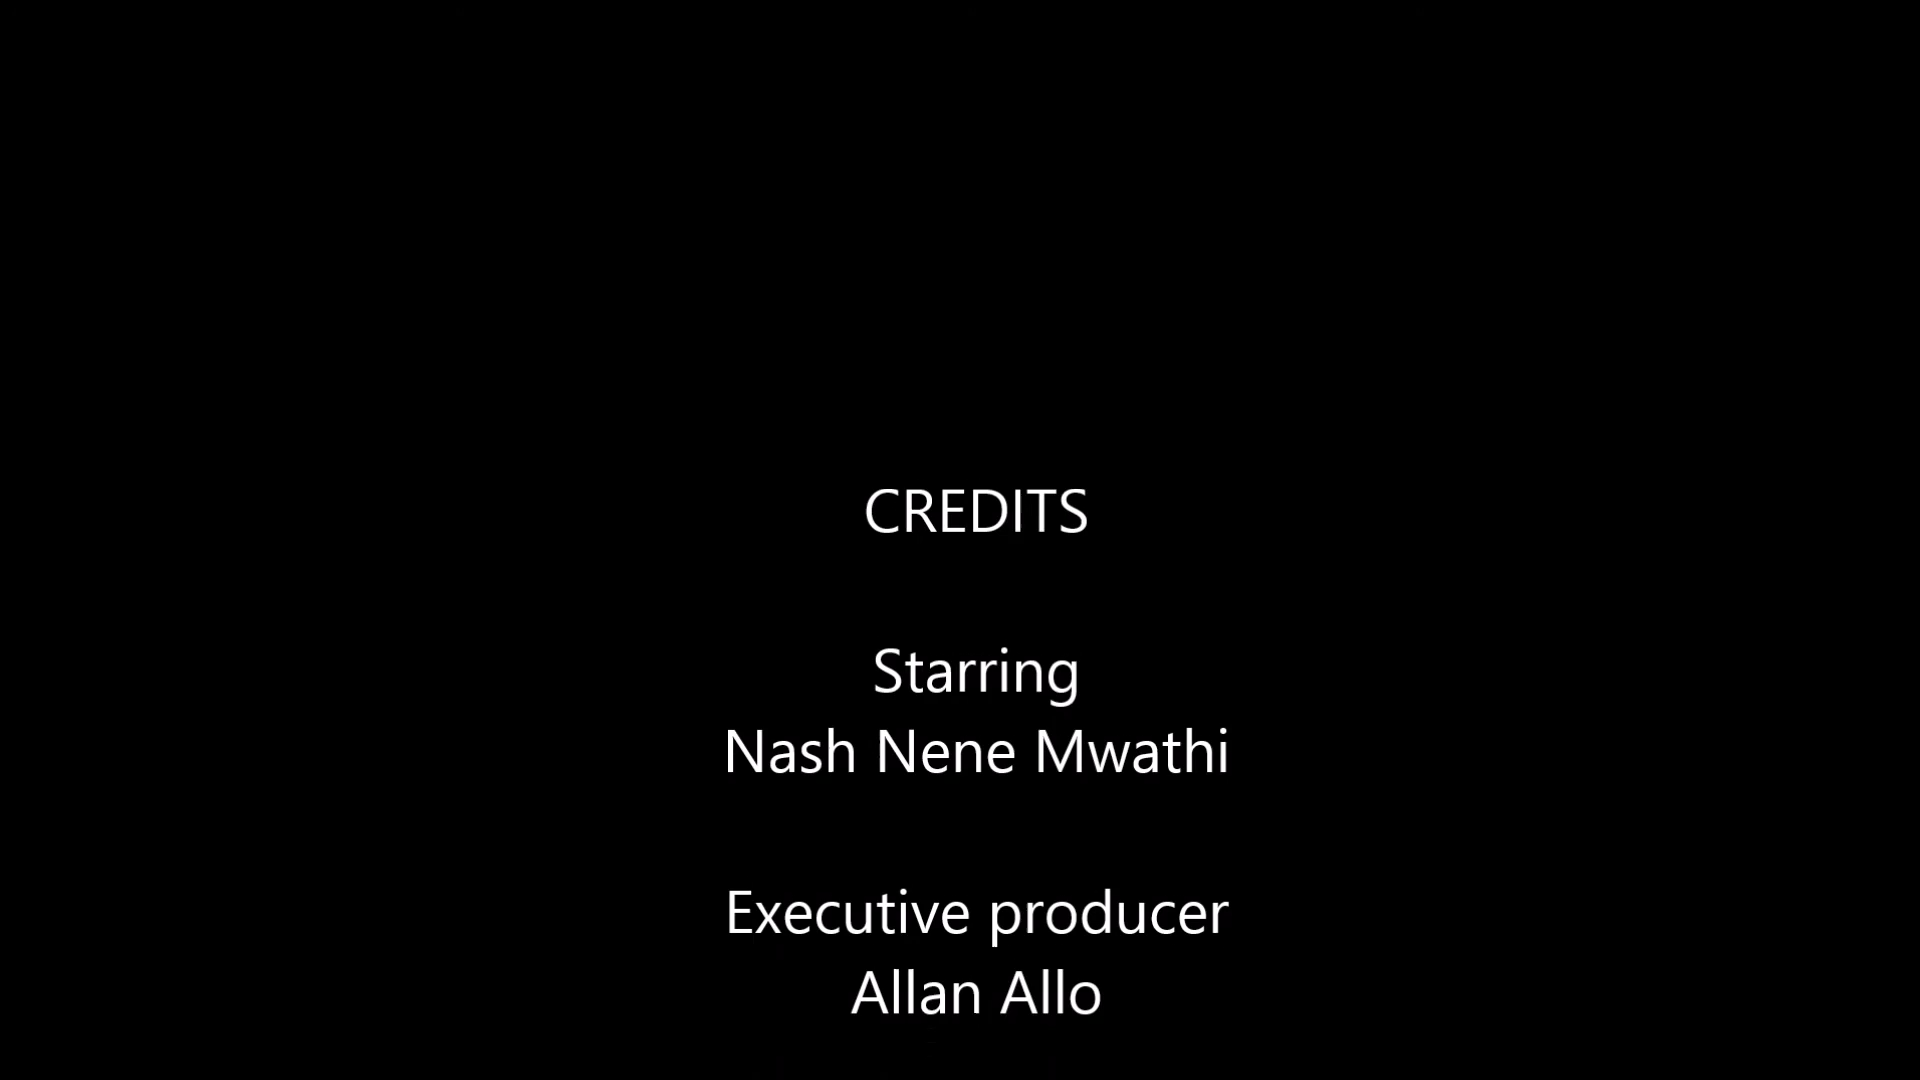 CREDITS
Starring
Nash Nene Mwathi
Executive producer
Allan Allo